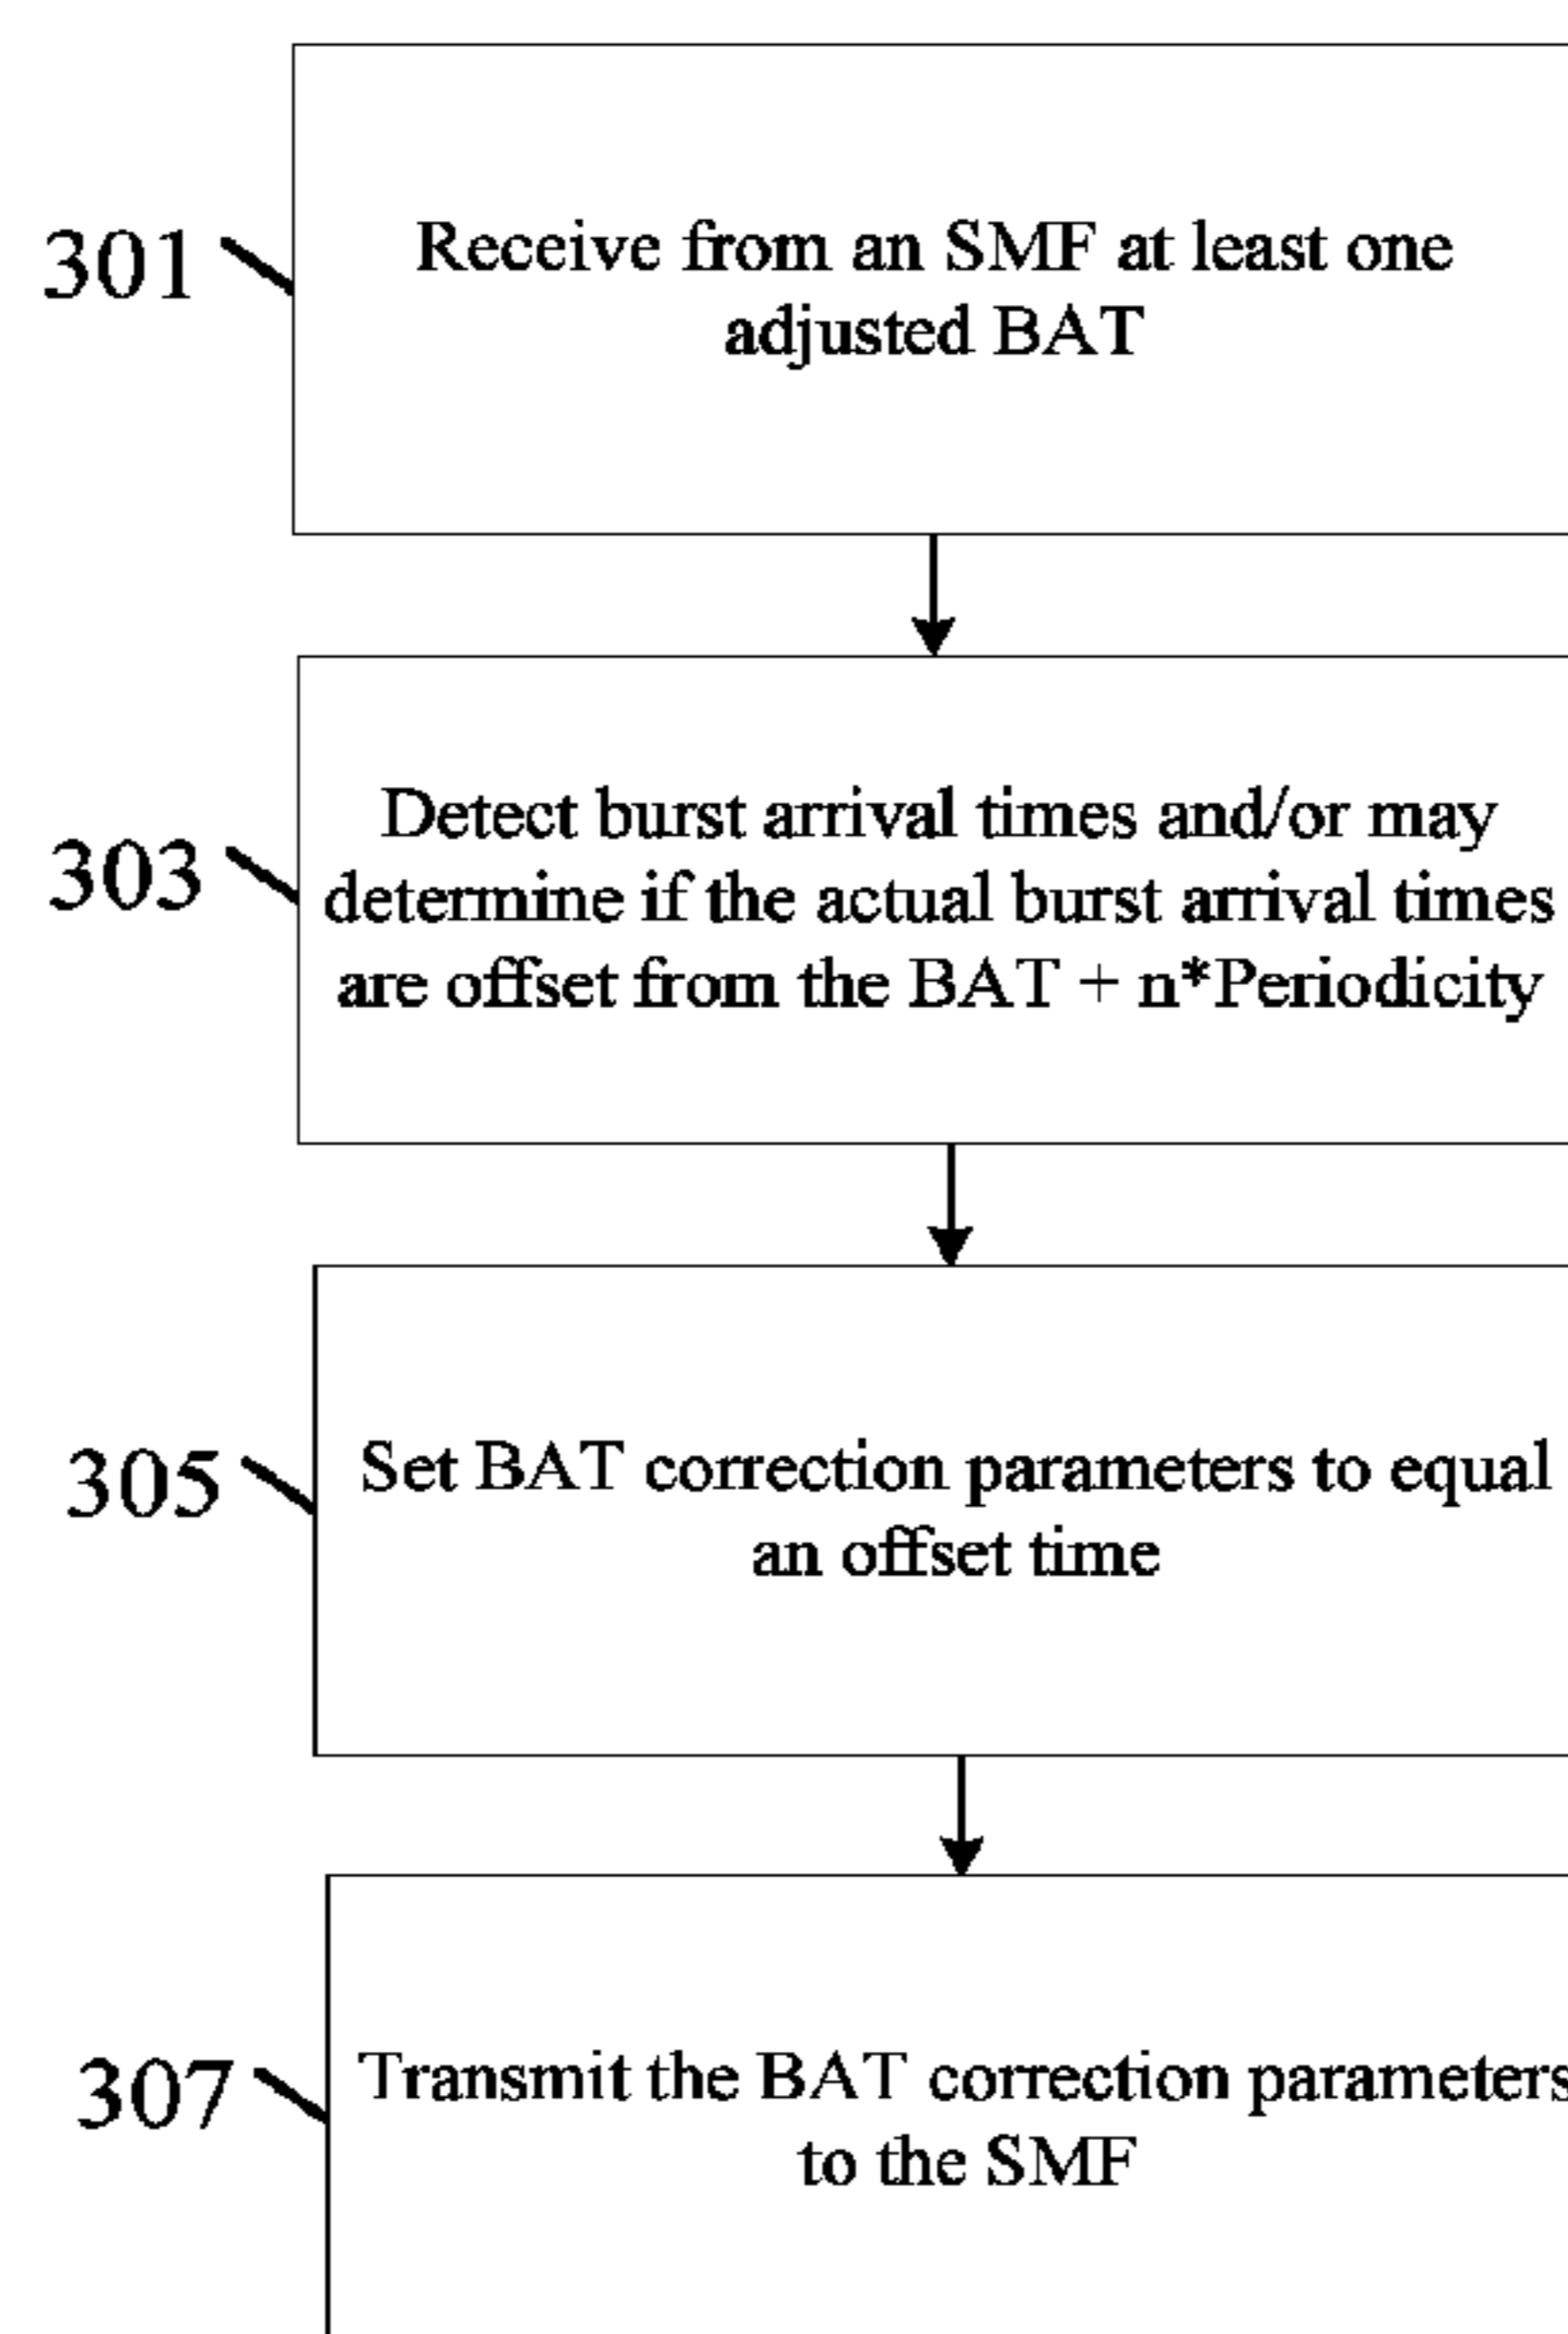 301
Receive from an SMF at least one
adjusted BAT
303
Detect burst arrival times and/or may
determine if the actual burst arrival times
are offset from the BAT + n*Periodicity
305
Set BAT correction parameters to equal
an offset time
307
Transmit the BAT correction parameters
to the SMF